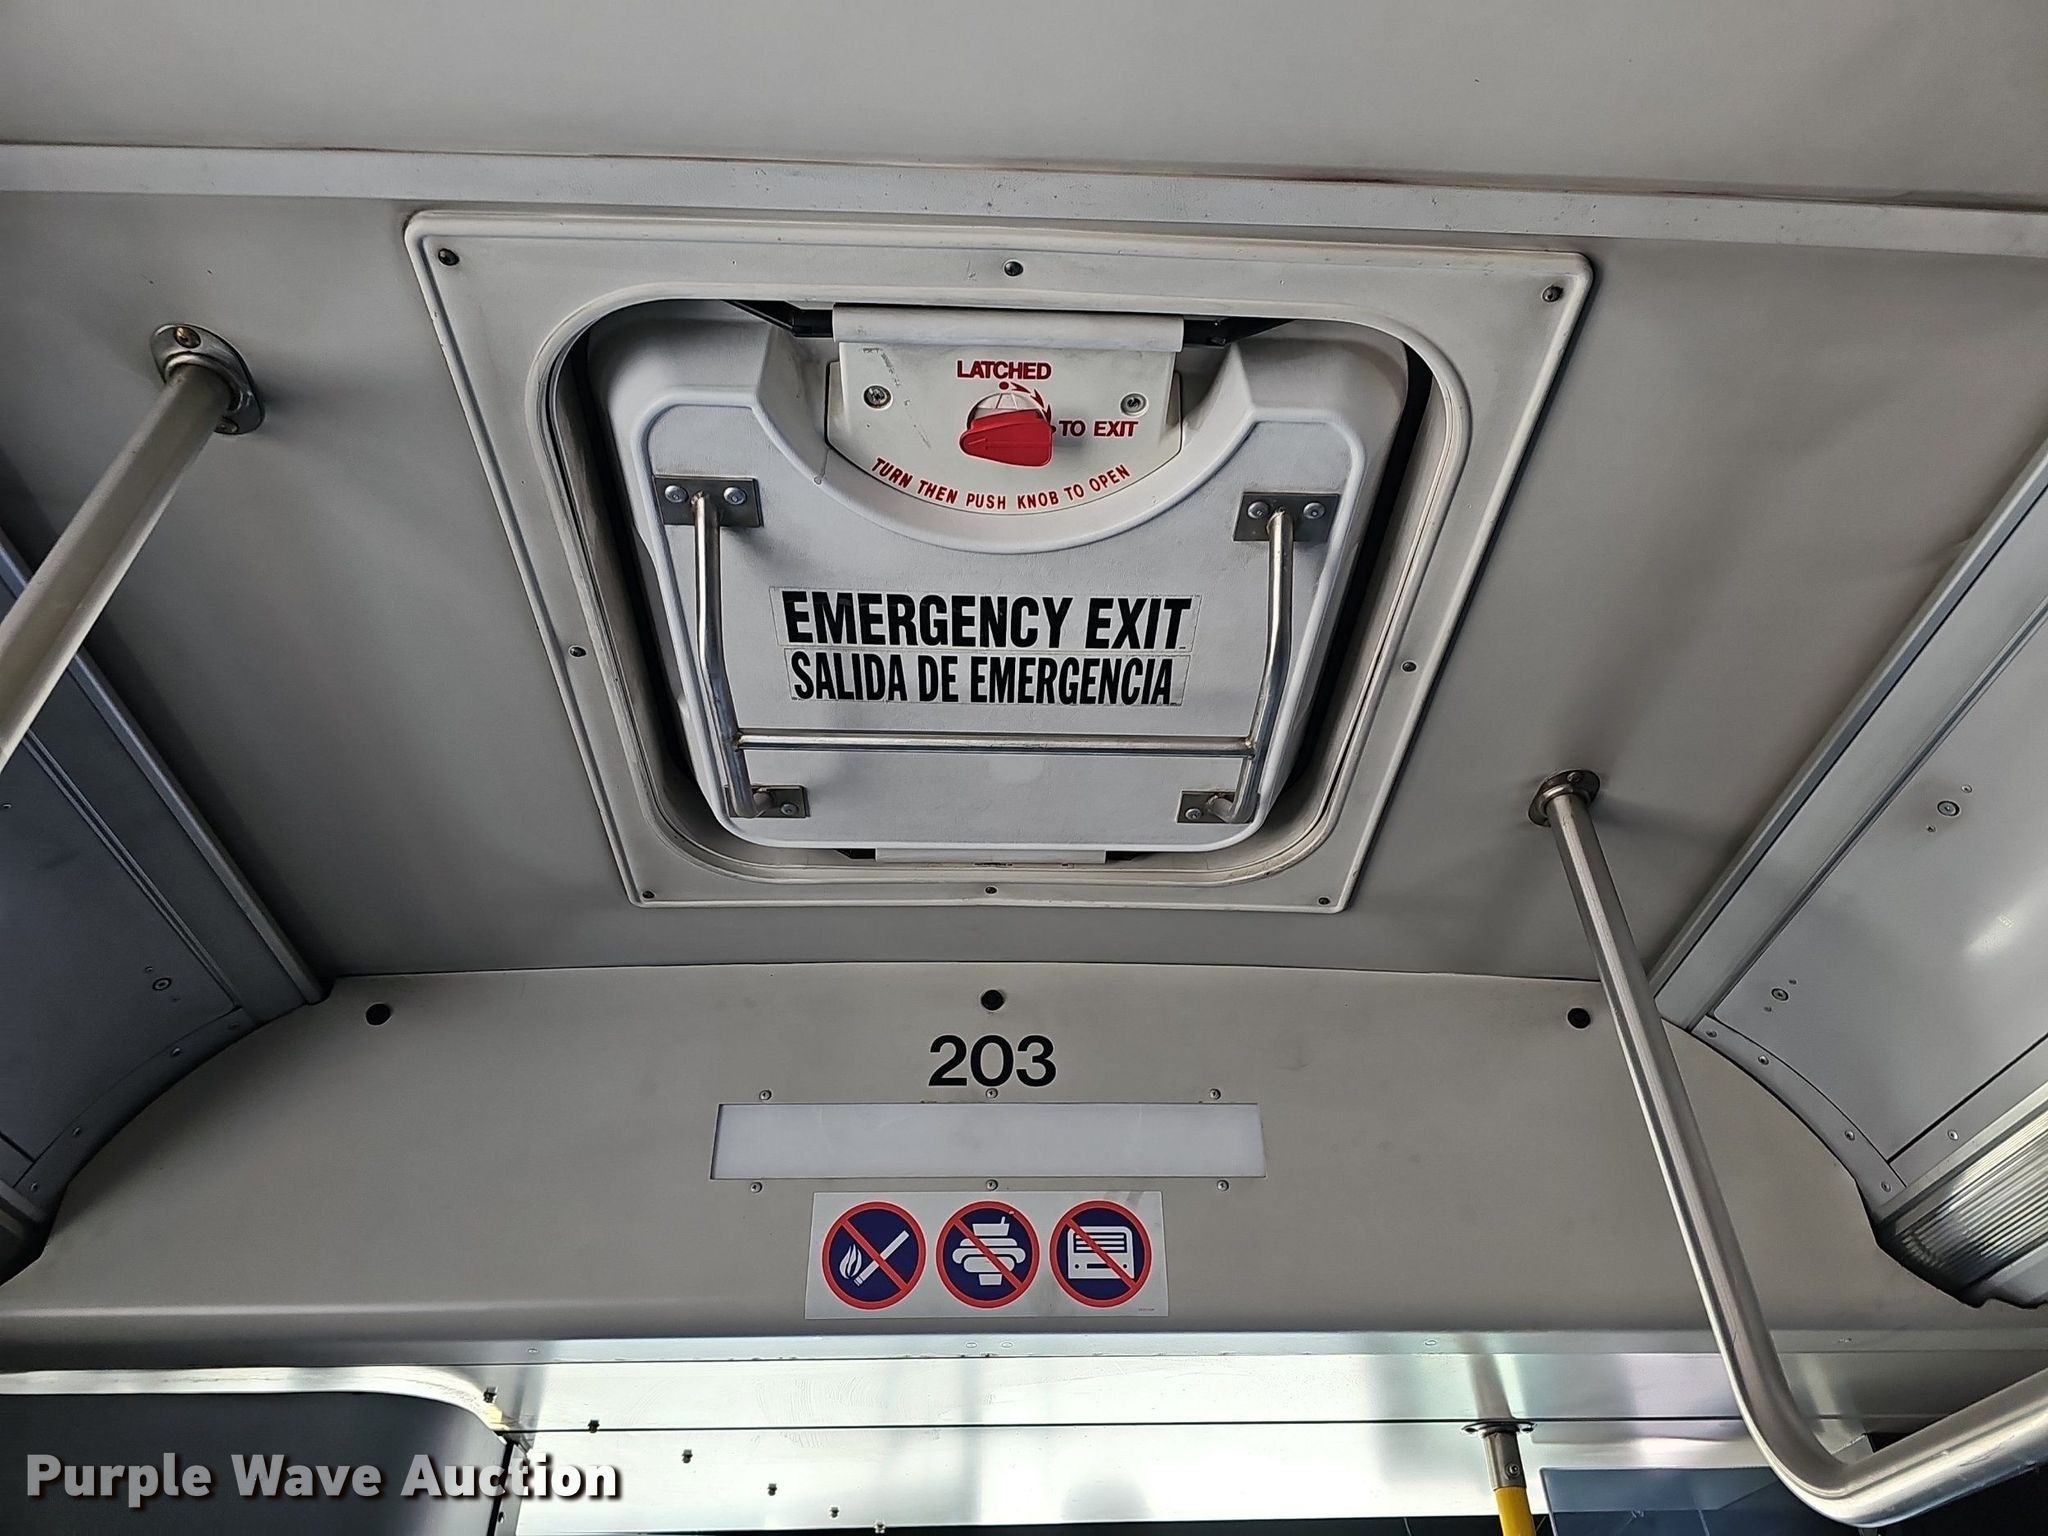 LATCHED
TO EXIT
TURN THEN PUSH KNOB TO OPEN
EMERGENCY EXIT
SALIDA DE EMERGENCIA
203
Purple Wave Auction